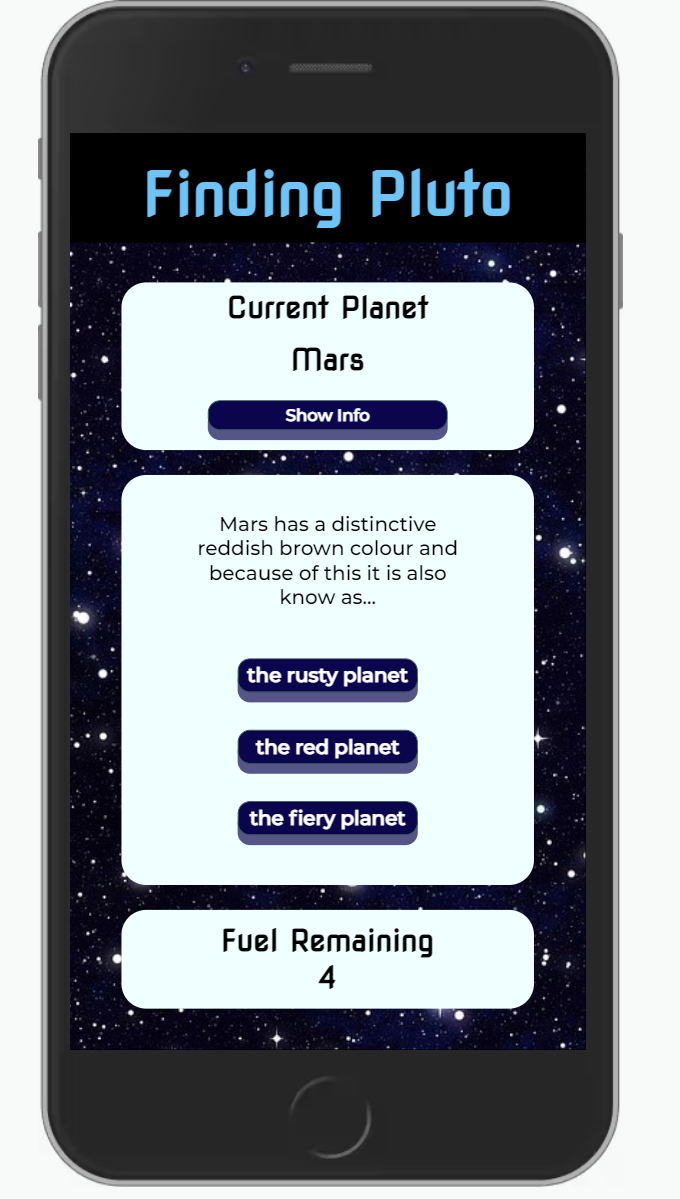 Finding Pluto
Current Planet
Mars
Show Info
Mars has a distinctive
reddish brown colour and
because of this it is also
know as...
the rusty planet
the red planet
the fiery planet
Fuel Remaining
4